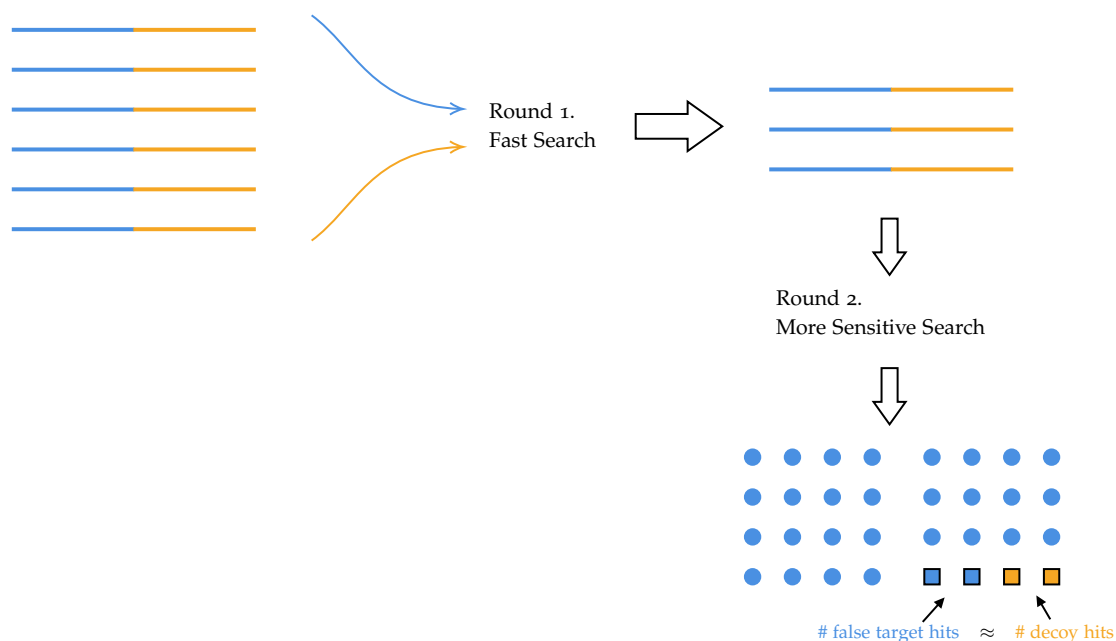 Round 1.
Fast Search
Round 2.
More Sensitive Search
# false target hits ≈ # decoy hits